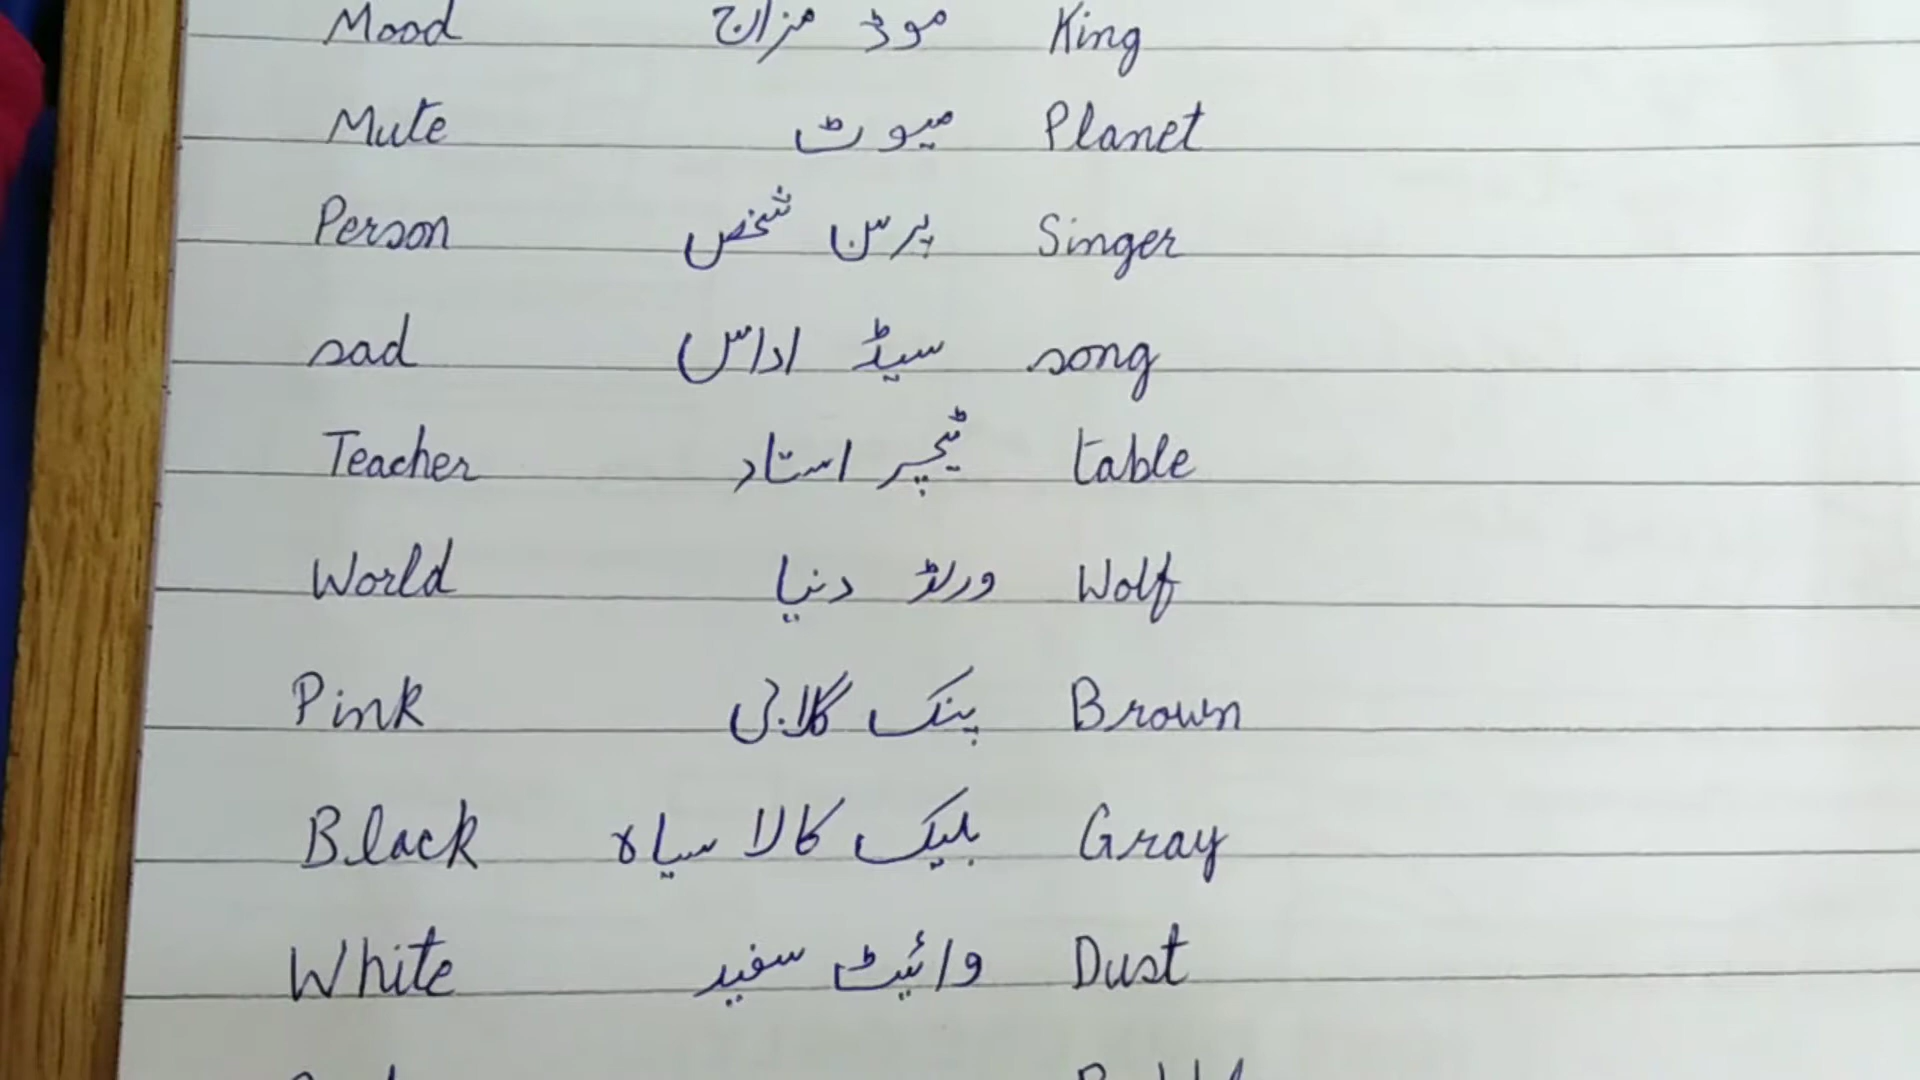 Mood موڈ مزاج King
Mute میوٹ Planet
Person پرسن شخص Singer
sad سیڈ اداس song
Teacher ٹیچر استاد table
World ورلڈ دنیا Wolf
Pink پنک گلابی Brown
Black بلیک کالا سیاہ Gray
White وائیٹ سفید Dust